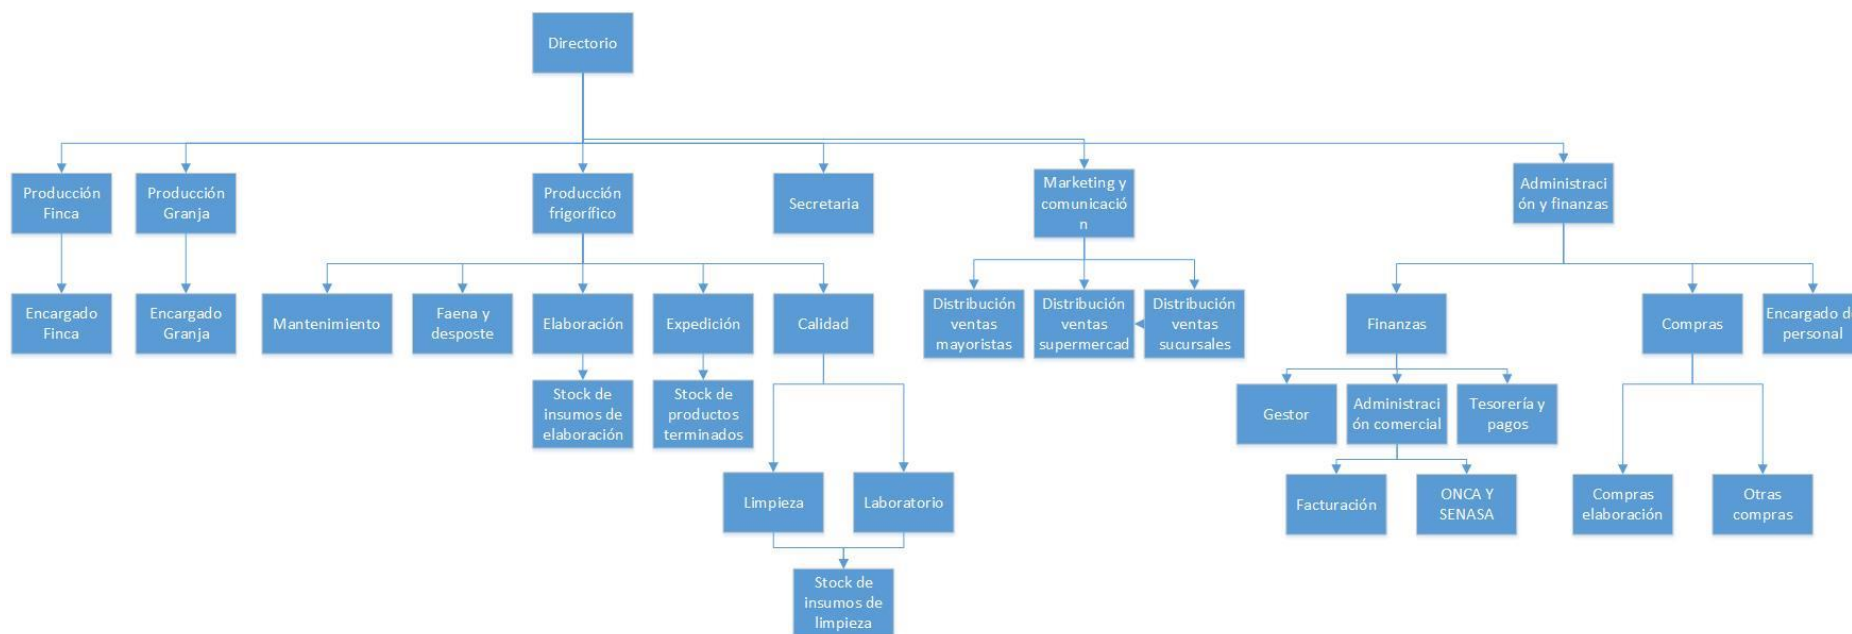 Directorio
Producción
Finca
Producción
Granja
Producción
frigorífico
Secretaria
Marketing y
comunicació
n
Administraci
ón y finanzas
Encargado
Finca
Encargado
Granja
Mantenimiento
Faena y
desposte
Elaboración
Expedición
Calidad
Distribución
ventas
mayoristas
Distribución
ventas
supermercad
Distribución
ventas
sucursales
Finanzas
Compras
Encargado de
personal
Stock de
insumos de
elaboración
Stock de
productos
terminados
Gestor
Administraci
ón comercial
Tesorería y
pagos
Limpieza
Laboratorio
Facturación
ONCA Y
SENASA
Compras
elaboración
Otras
compras
Stock de
insumos de
limpieza